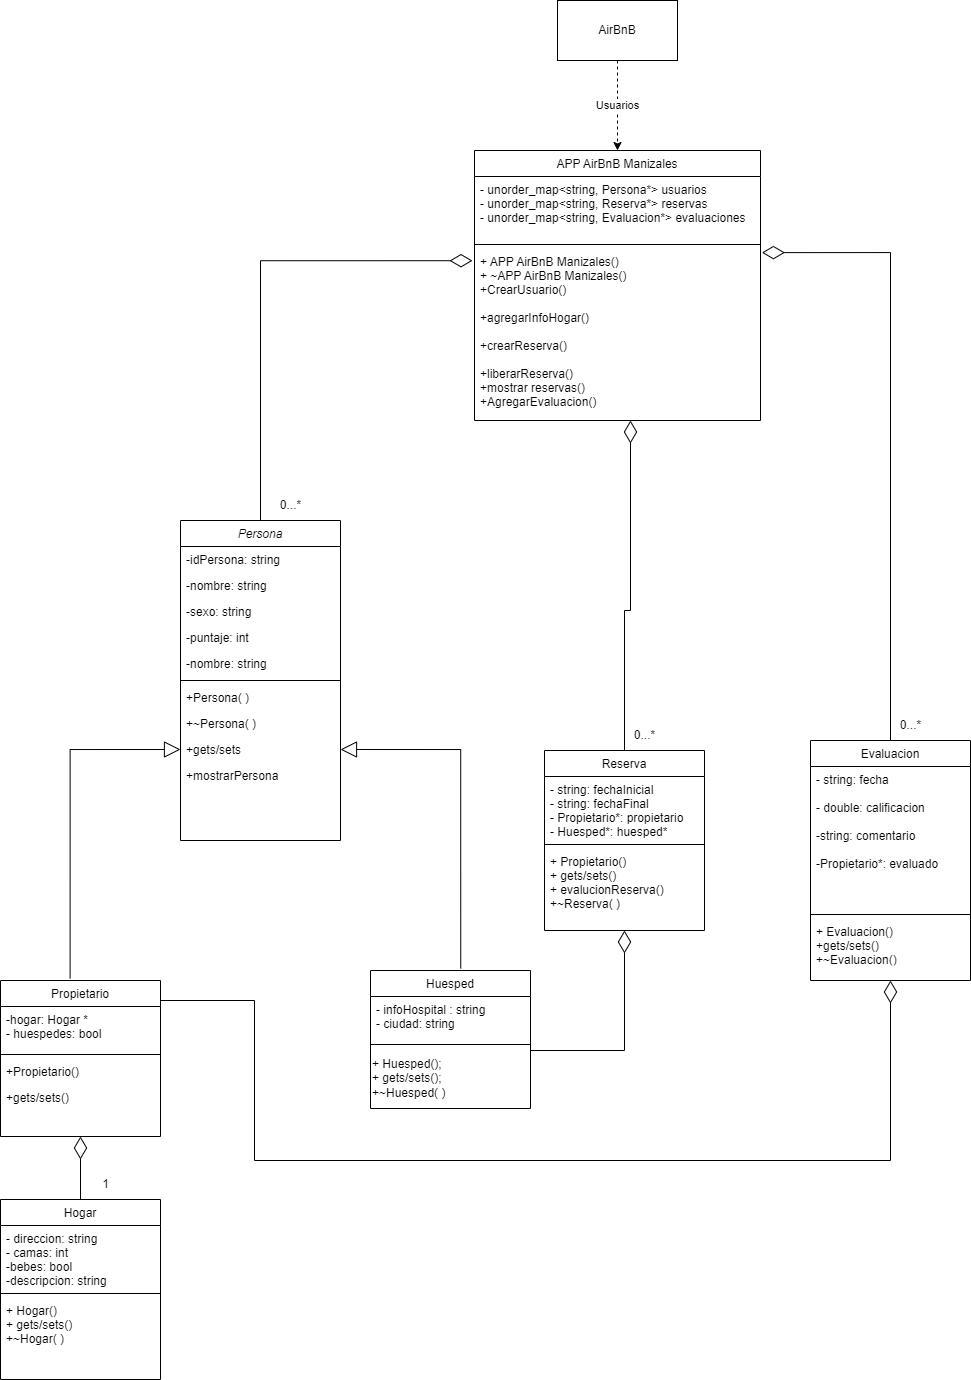 AirBnB
Usuarios
APP AirBnB Manizales
- unorder_map<string, Persona*> usuarios
- unorder_map<string, Reserva*> reservas
- unorder_map<string, Evaluacion*> evaluaciones
+ APP AirBnB Manizales()
+ ~APP AirBnB Manizales()
+CrearUsuario()
+agregarInfoHogar()
+crearReserva()
+liberarReserva()
+mostrar reservas()
+AgregarEvaluacion()
0...*
Persona
-idPersona: string
-nombre: string
-sexo: string
-puntaje: int
-nombre: string
+Persona( )
+~Persona( )
+gets/sets
+mostrarPersona
0...*
Reserva
- string: fechaInicial
- string: fechaFinal
- Propietario*: propietario
- Huesped*: huesped*
+ Propietario()
+ gets/sets()
+ evalucionReserva()
+~Reserva( )
0...*
Evaluacion
- string: fecha
- double: calificacion
-string: comentario
-Propietario*: evaluado
+ Evaluacion()
+gets/sets()
+~Evaluacion()
Propietario
-hogar: Hogar *
- huespedes: bool
+Propietario()
+gets/sets()
Huesped
- infoHospital : string
- ciudad: string
+ Huesped();
+ gets/sets();
+~Huesped( )
1
Hogar
- direccion: string
- camas: int
-bebes: bool
-descripcion: string
+ Hogar()
+ gets/sets()
+~Hogar( )